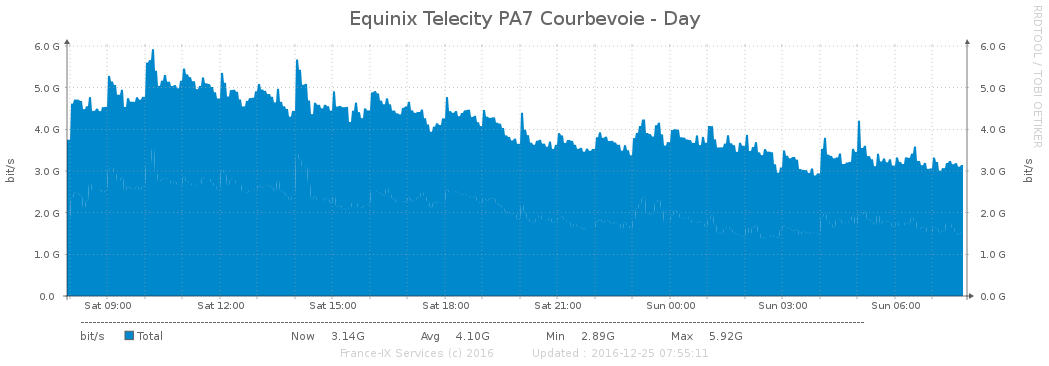 Equinix Telecity PA7 Courbevoie - Day
RRDTOOL / TOBI OETIKER
bit/s
6.0 G
5.0 G
4.0 G
3.0 G
2.0 G
1.0 G
0.0
6.0 G
5.0 G
4.0 G
3.0 G
2.0 G
1.0 G
0.0 G
bit/s
Sat 09:00 Sat 12:00 Sat 15:00 Sat 18:00 Sat 21:00 Sun 00:00 Sun 03:00 Sun 06:00
bit/s Total Now 3.14G Avg 4.10G Min 2.89G Max 5.92G
France-IX Services (c) 2016 Updated : 2016-12-25 07:55:11